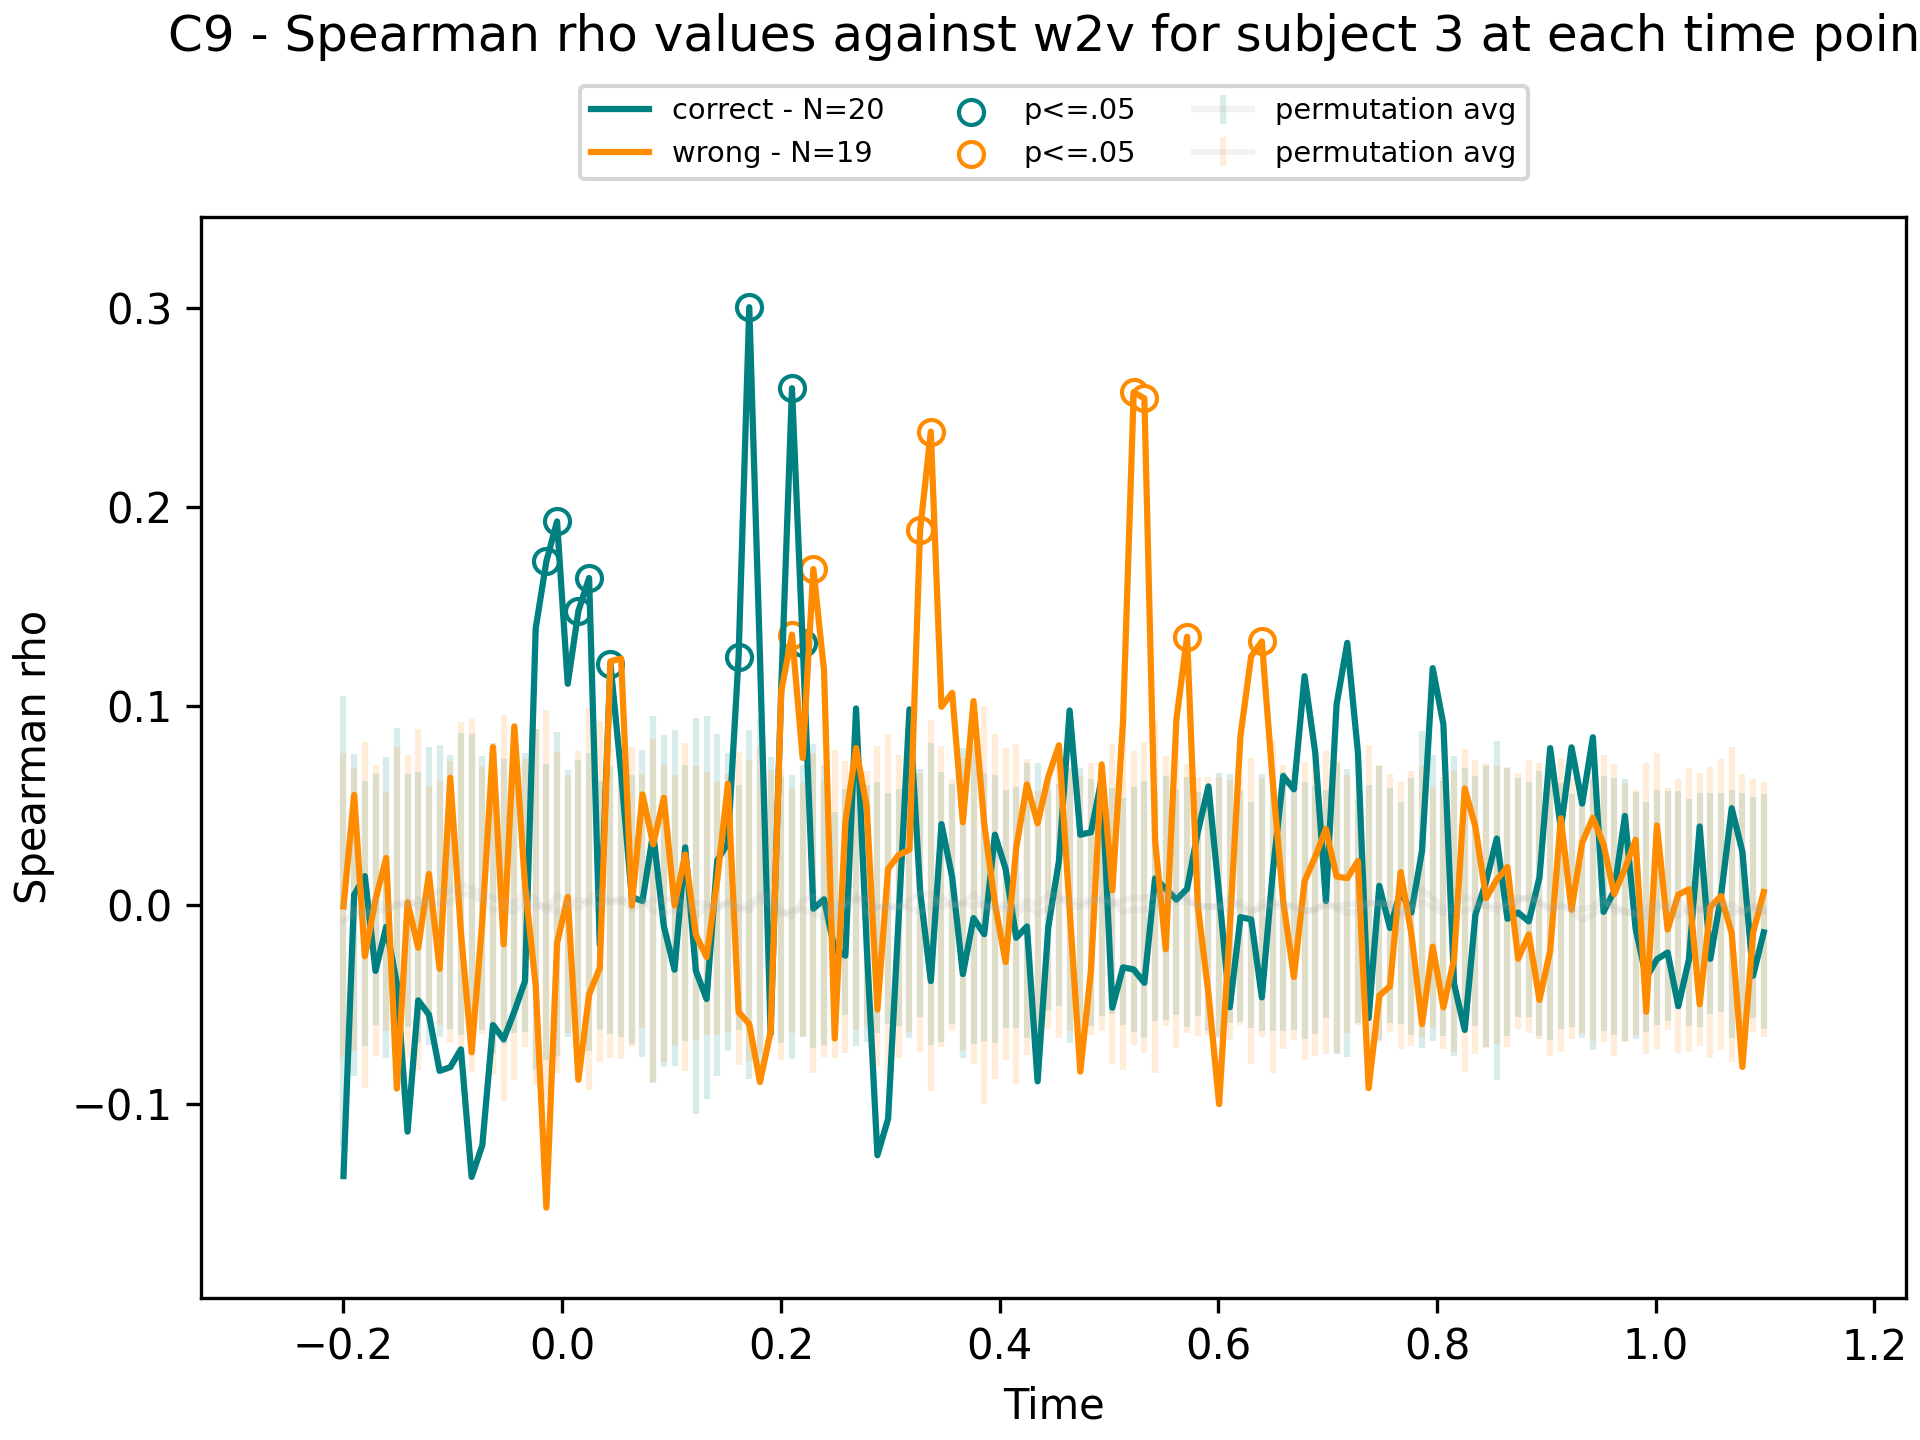 C9 - Spearman rho values against w2v for subject 3 at each time poin
correct - N=20
wrong - N=19
p<=.05
p<=.05
permutation avg
permutation avg
Spearman rho
0.3
0.2
0.1
0.0
−0.1
−0.2
0.0
0.2
0.4
0.6
0.8
1.0
1.2
Time